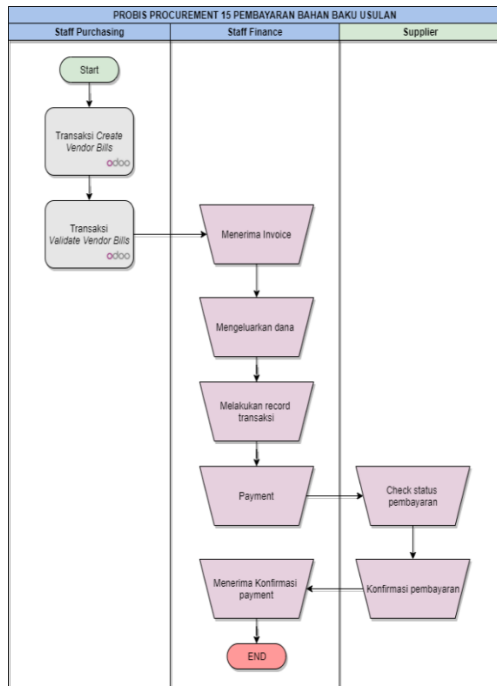 PROBIS PROCUREMENT 15 PEMBAYARAN BAHAN BAKU USULAN
Staff Purchasing
Staff Finance
Supplier
Start
Transaksi Create
Vendor Bills
odoo
Transaksi
Validate Vendor Bills
odoo
Menerima Invoice
Mengeluarkan dana
Melakukan record
transaksi
Payment
Check status
pembayaran
Konfirmasi pembayaran
Menerima Konfirmasi
payment
END